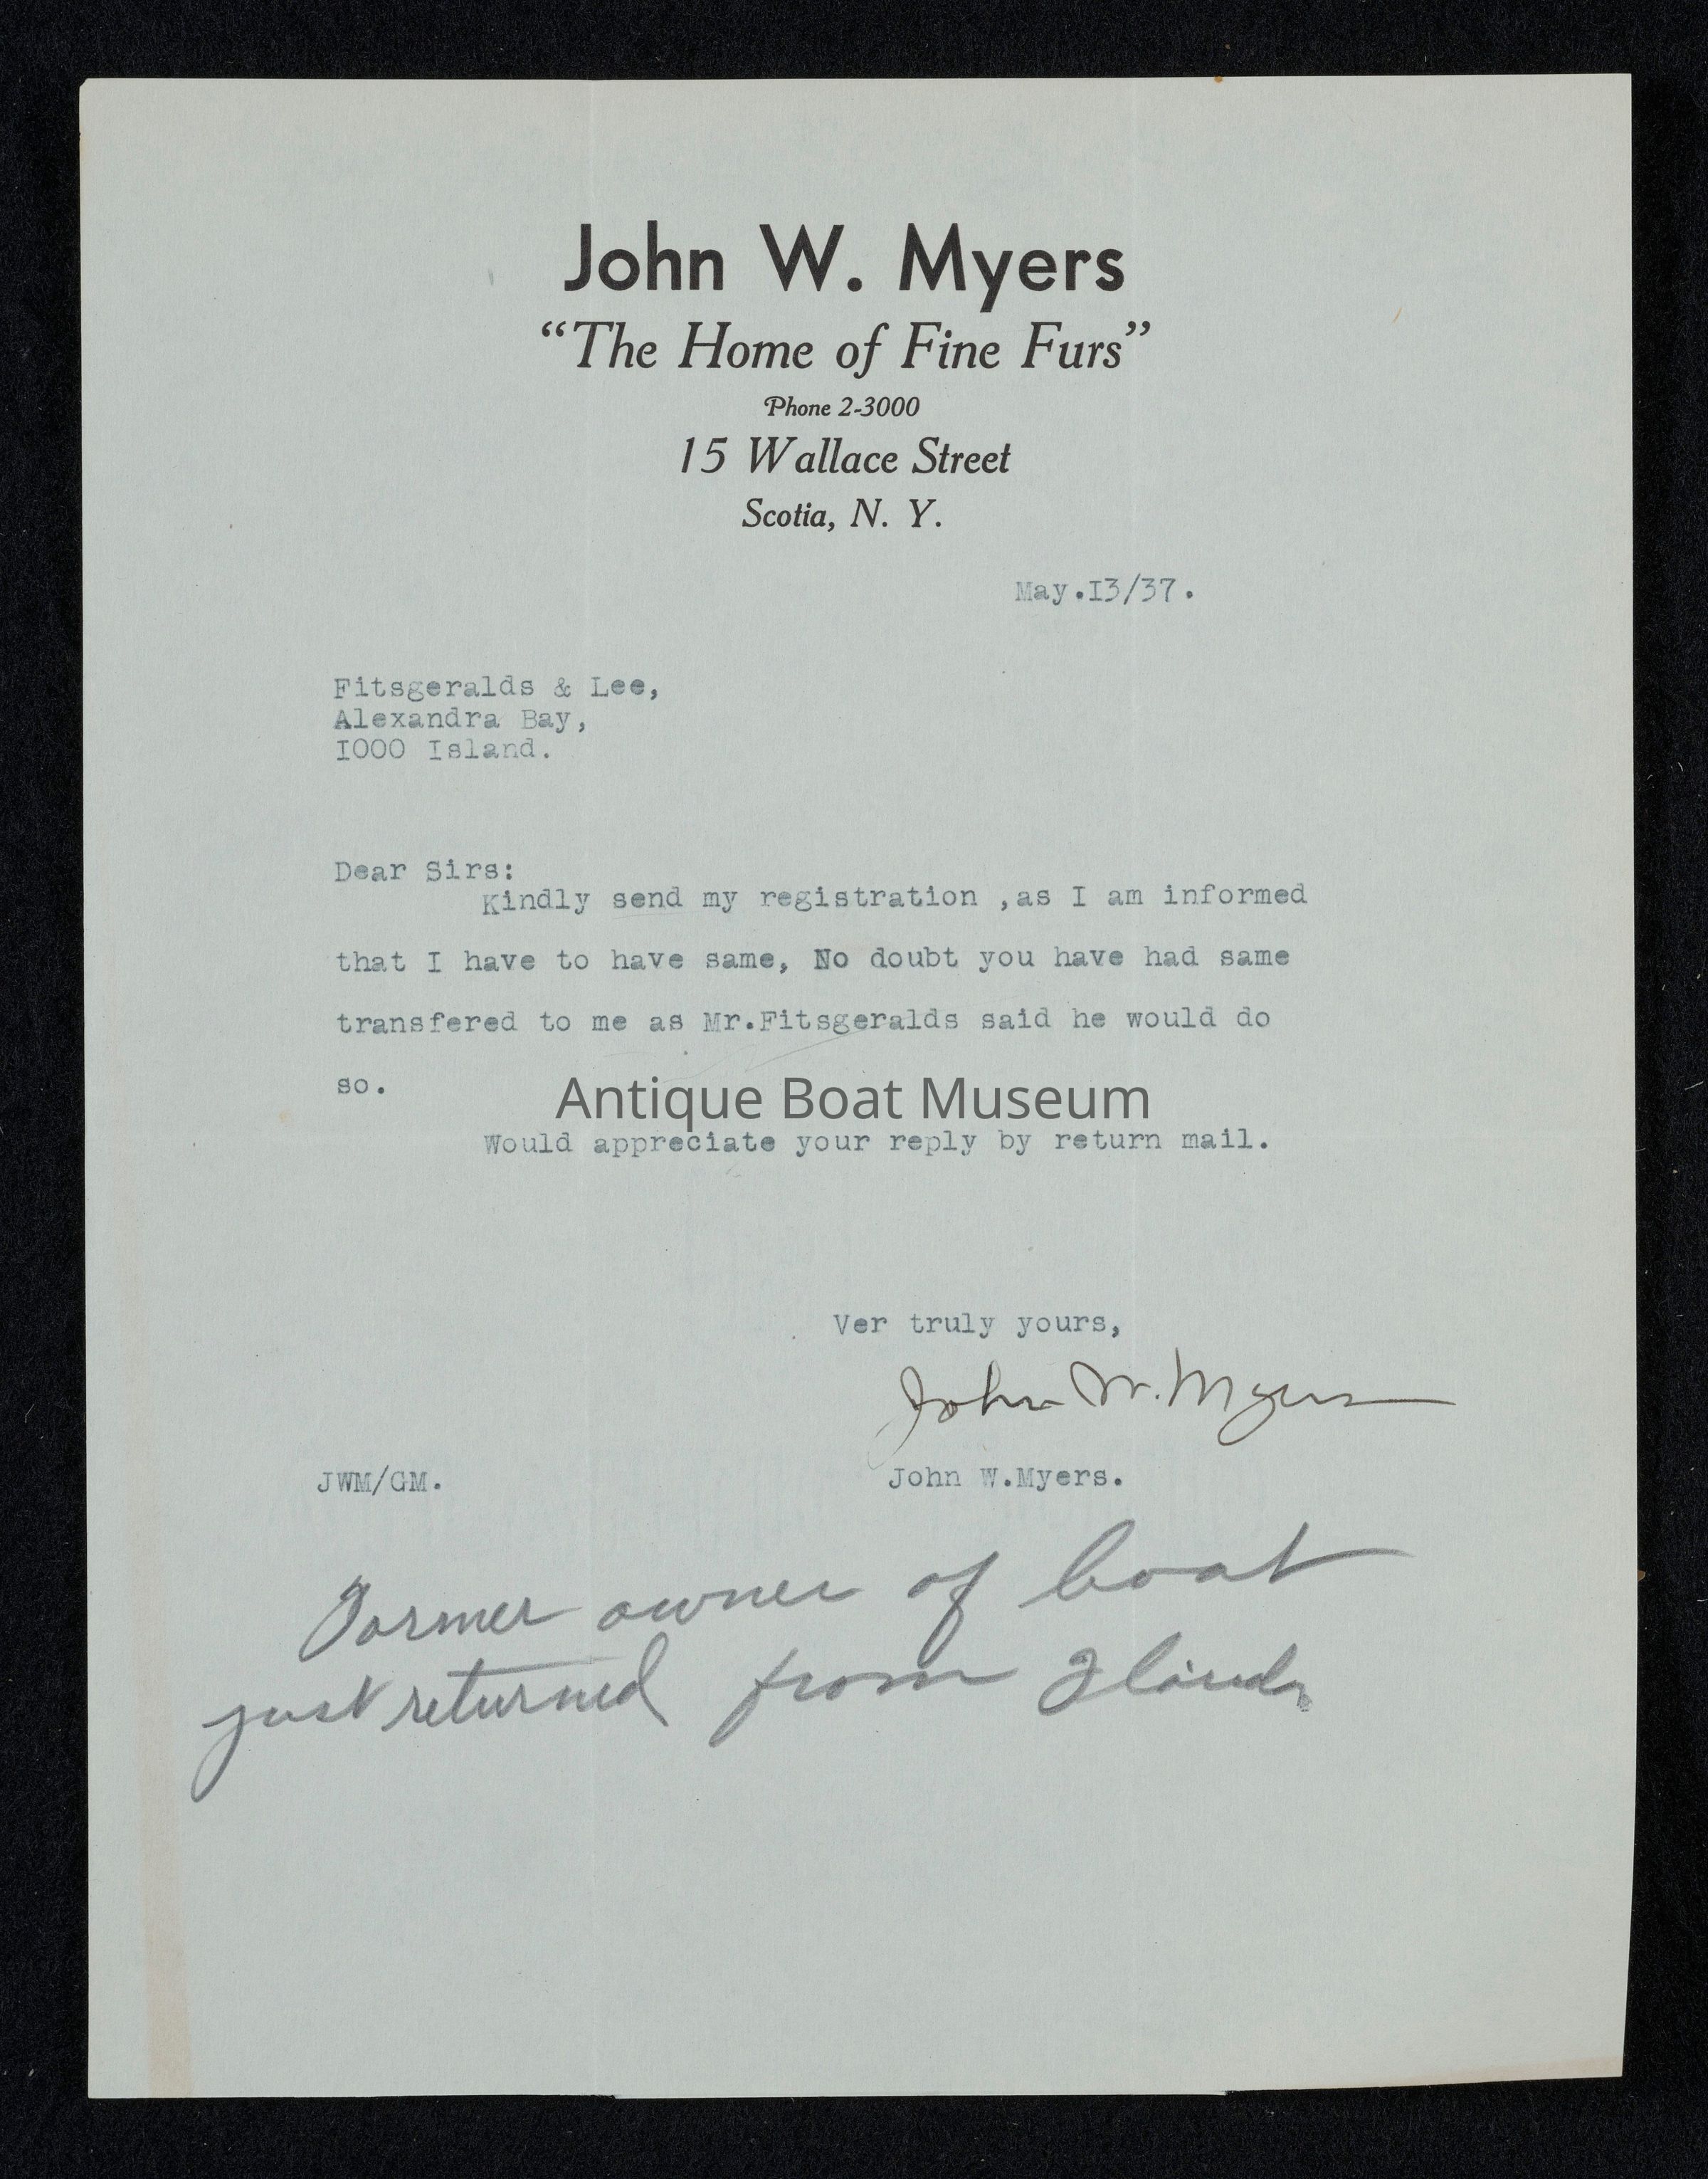 John W. Myers
“The Home of Fine Furs”
Phone 2-3000
15 Wallace Street
Scotia, N. Y.
May.I3/37.
Fitsgeralds & Lee,
Alexandra Bay,
I000 Island.
Dear Sirs:
Kindly send my registration ,as I am informed
that I have to have same, No doubt you have had same
transfered to me as Mr.Fitsgeralds said he would do
so.
Antique Boat Museum
Would appreciate your reply by return mail.
Ver truly yours,
John W. Myers
JWM/GM.
John W.Myers.
Former owner of boat
just returned from Florida